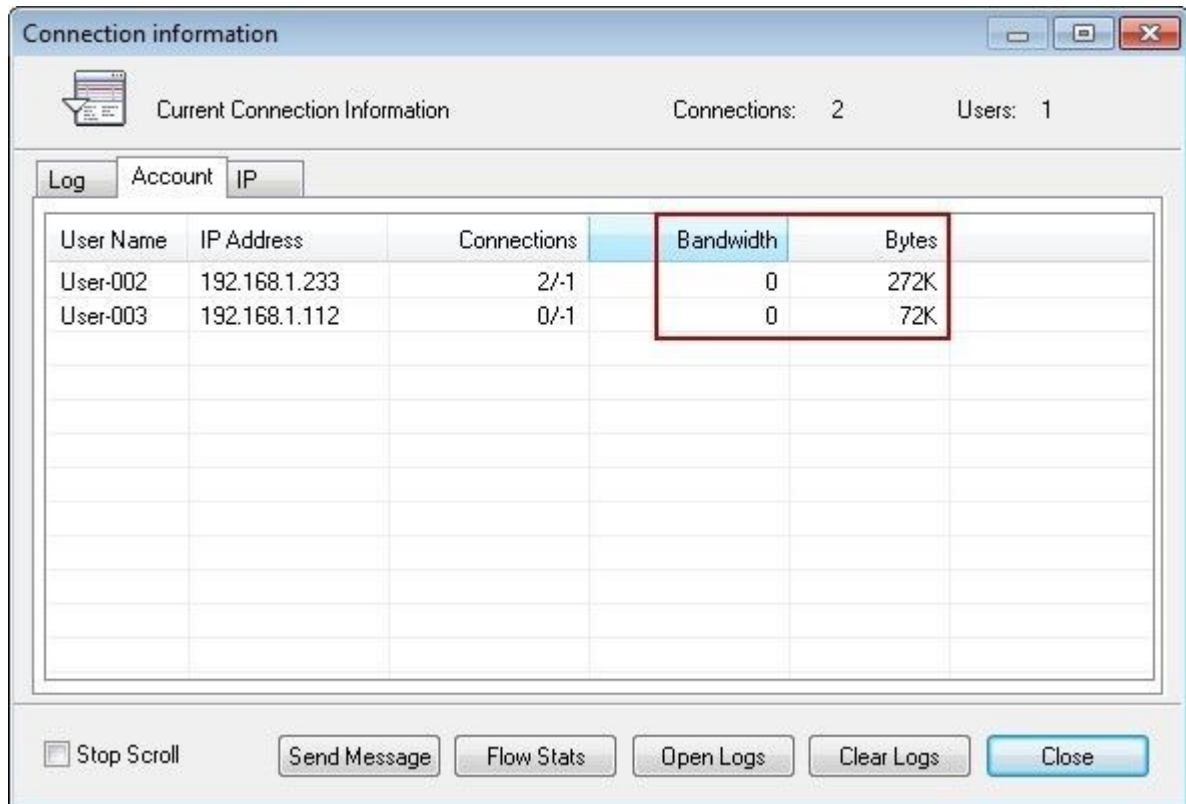 Connection information
Current Connection Information Connections: 2 Users: 1
Log Account IP
User Name IP Address Connections Bandwidth Bytes
User-002 192.168.1.233 2/-1 0 272K
User-003 192.168.1.112 0/-1 0 72K
Stop Scroll Send Message Flow Stats Open Logs Clear Logs Close